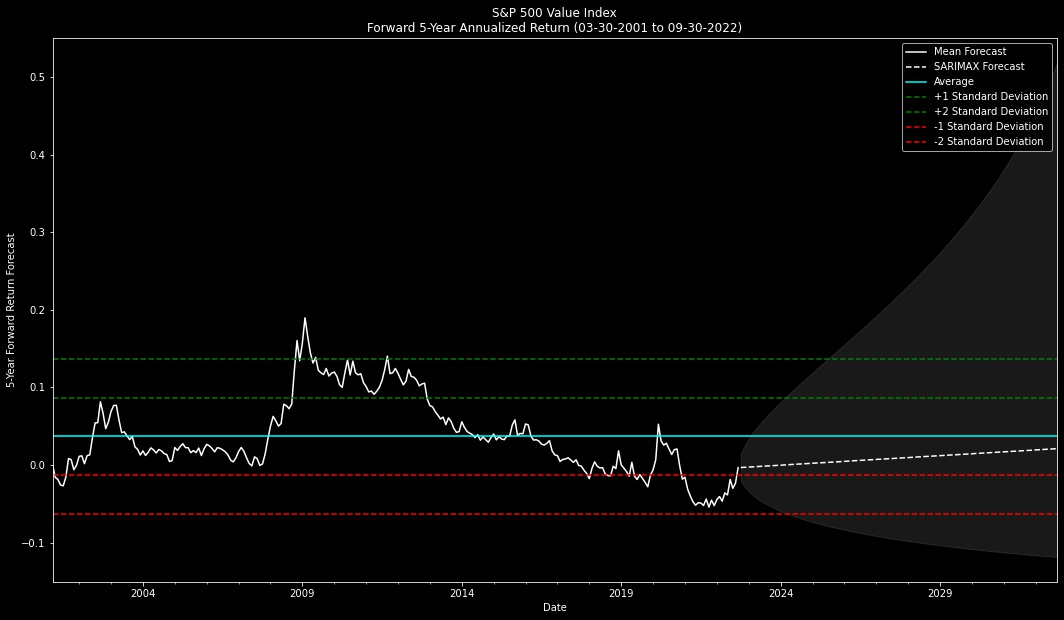 S&P 500 Value Index
Forward 5-Year Annualized Return (03-30-2001 to 09-30-2022)
Mean Forecast
SARIMAX Forecast
Average
+1 Standard Deviation
+2 Standard Deviation
-1 Standard Deviation
-2 Standard Deviation
5-Year Forward Return Forecast
0.5
0.4
0.3
0.2
0.1
0.0
−0.1
2004
2009
2014
2019
2024
2029
Date